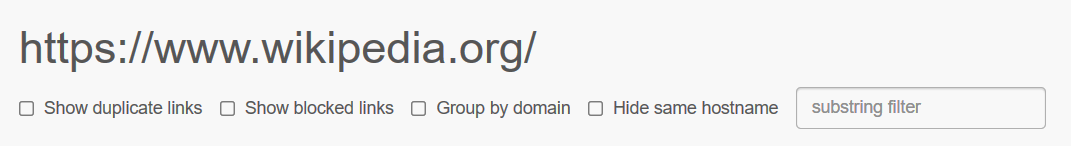 https://www.wikipedia.org/
Show duplicate links Show blocked links Group by domain Hide same hostname substring filter